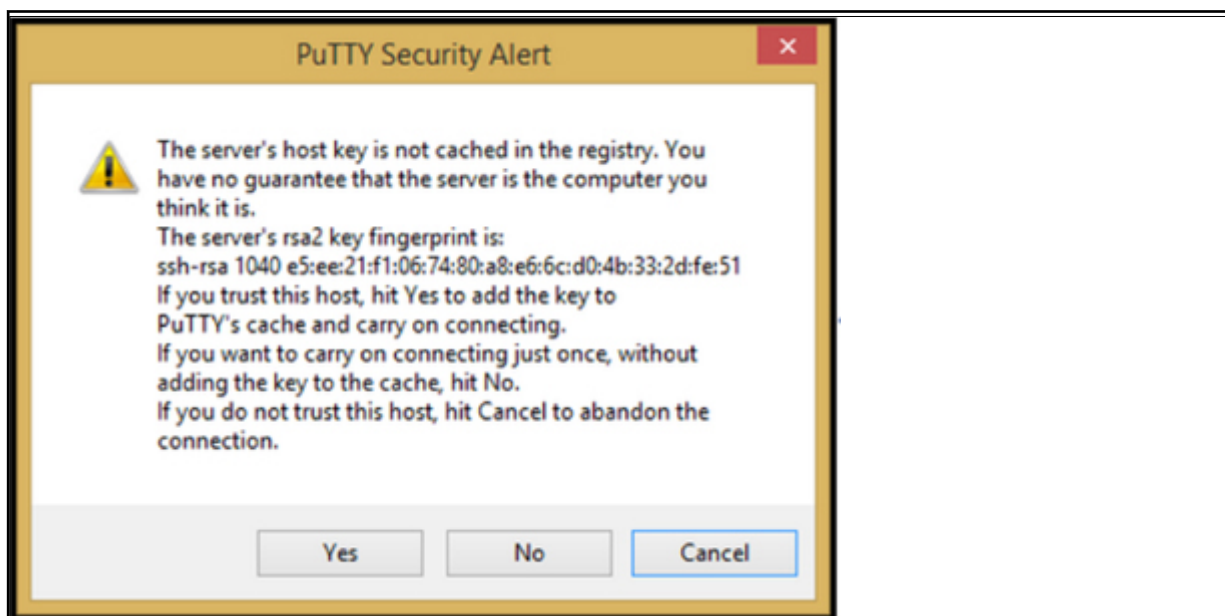 PuTTY Security Alert
The server's host key is not cached in the registry. You
have no guarantee that the server is the computer you
think it is.
The server's rsa2 key fingerprint is:
ssh-rsa 1040 e5:ee:21:f1:06:74:80:a8:e6:6c:d0:4b:33:2d:fe:51
If you trust this host, hit Yes to add the key to
PuTTY's cache and carry on connecting.
If you want to carry on connecting just once, without
adding the key to the cache, hit No.
If you do not trust this host, hit Cancel to abandon the
connection.
Yes No Cancel